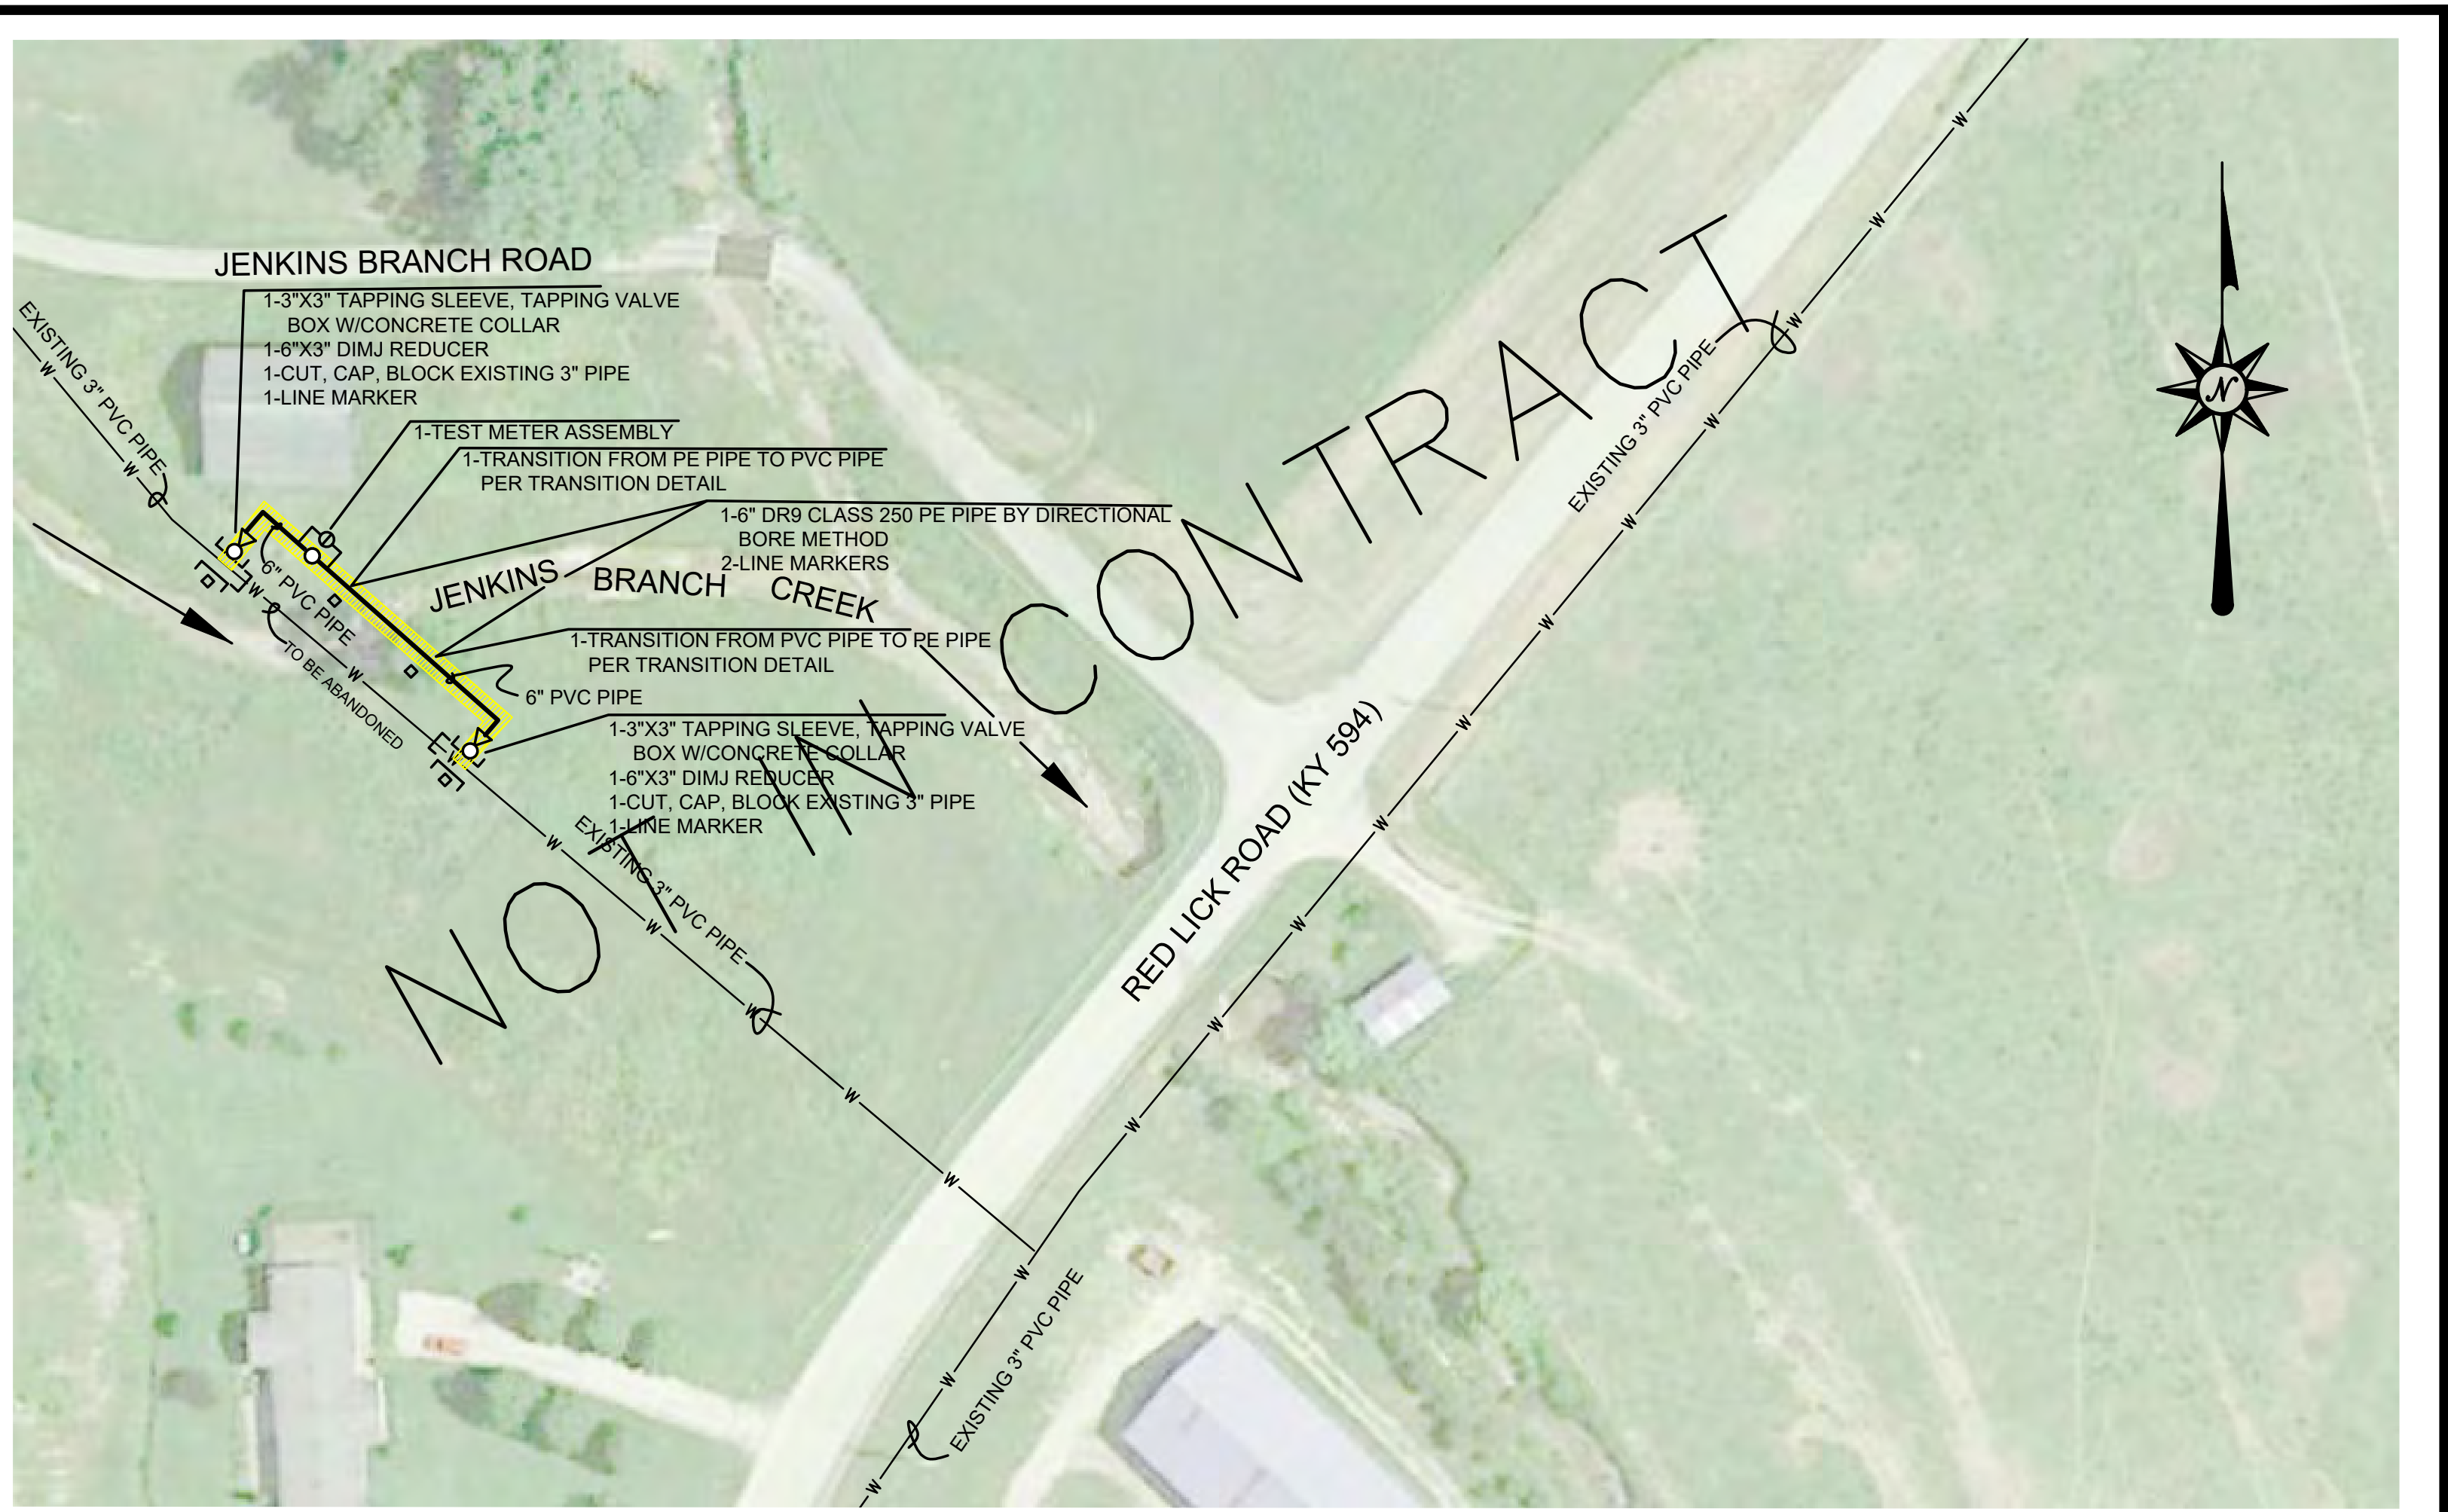 JENKINS BRANCH ROAD
1-3"X3" TAPPING SLEEVE, TAPPING VALVE
BOX W/CONCRETE COLLAR
1-6"X3" DIMJ REDUCER
1-CUT, CAP, BLOCK EXISTING 3" PIPE
1-LINE MARKER
EXISTING 3" PVC PIPE
W
W
1-TEST METER ASSEMBLY
1-TRANSITION FROM PE PIPE TO PVC PIPE
PER TRANSITION DETAIL
1-6" DR9 CLASS 250 PE PIPE BY DIRECTIONAL
BORE METHOD
2-LINE MARKERS
JENKINS BRANCH CREEK
6" PVC PIPE
W
W
TO BE ABANDONED
1-TRANSITION FROM PVC PIPE TO PE PIPE
PER TRANSITION DETAIL
6" PVC PIPE
1-3"X3" TAPPING SLEEVE, TAPPING VALVE
BOX W/CONCRETE COLLAR
1-6"X3" DIMJ REDUCER
1-CUT, CAP, BLOCK EXISTING 3" PIPE
1-LINE MARKER
W
EXISTING 3" PVC PIPE
W
W
W
W
W
NOT IN CONTRACT
RED LICK ROAD (KY 594)
EXISTING 3" PVC PIPE
W
W
W
W
W
W
W
W
W
W
W
W
W
W
EXISTING 3" PVC PIPE
N